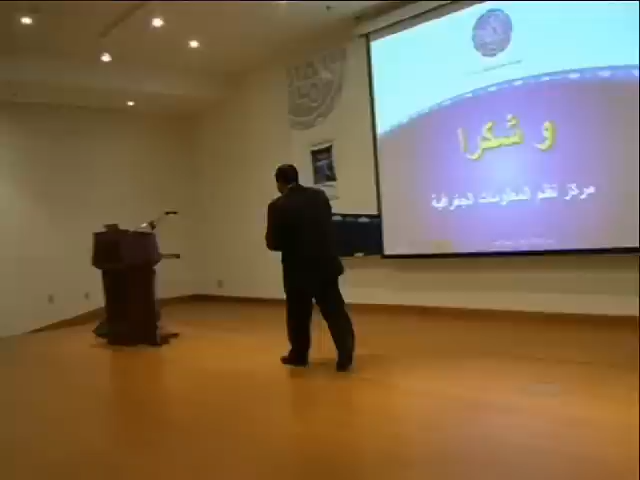 و شكرا
مركز نظم المعلومات الجغرافية